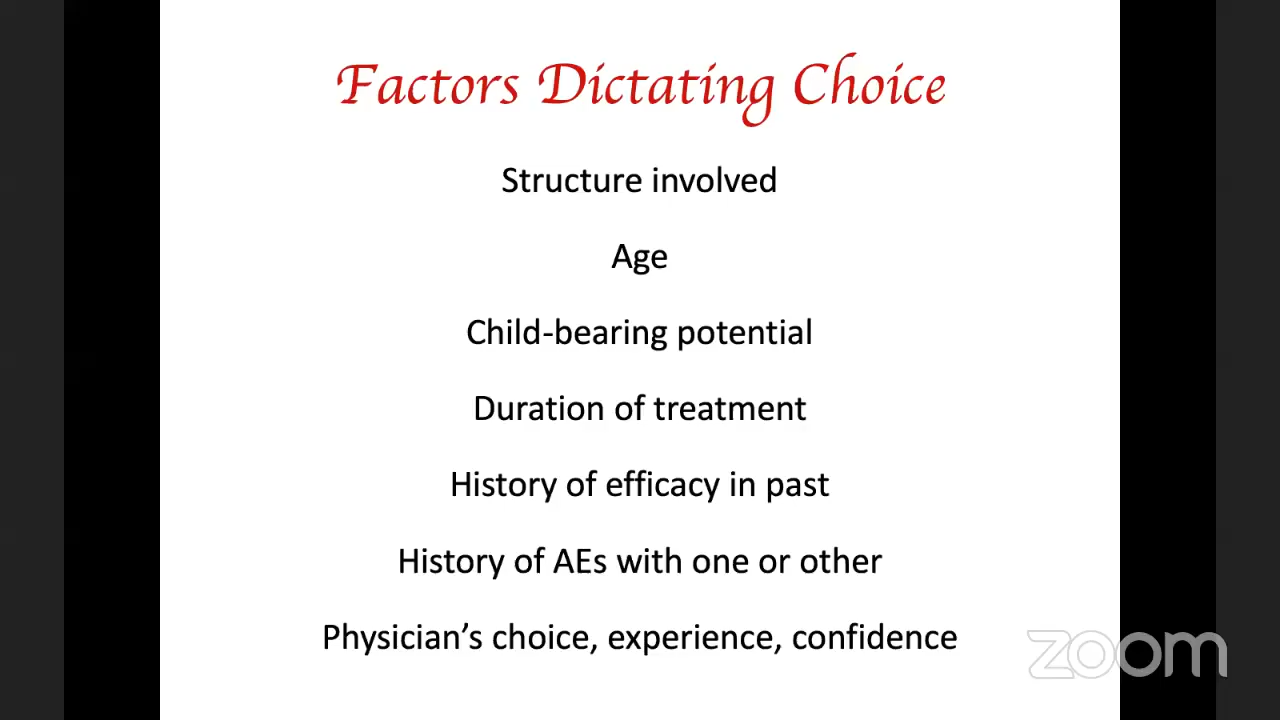 Factors Dictating Choice
Structure involved
Age
Child-bearing potential
Duration of treatment
History of efficacy in past
History of AEs with one or other
Physician’s choice, experience, confidence
zoom